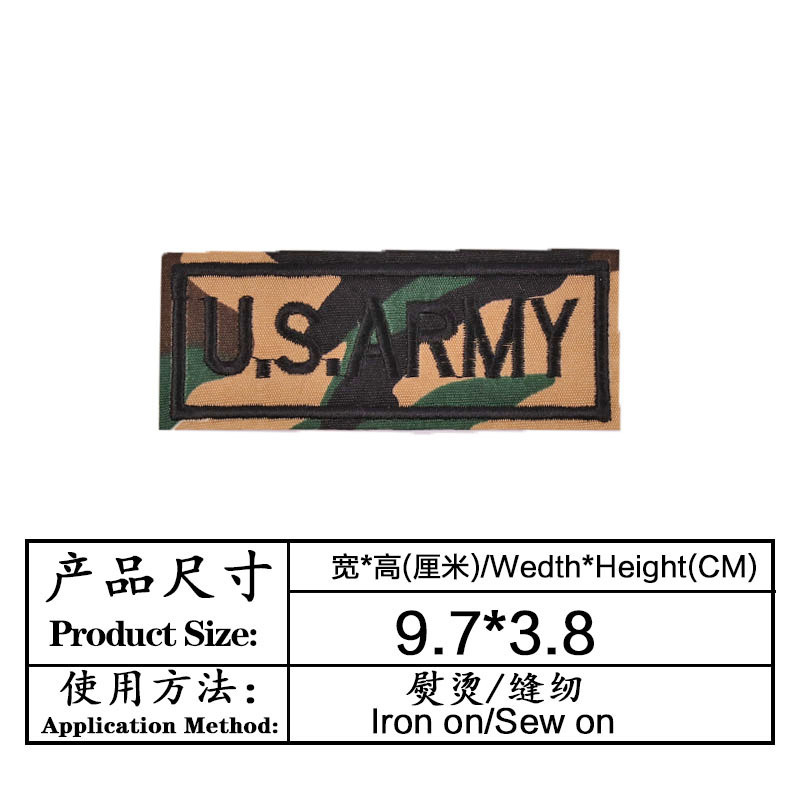 U.S.ARMY
产品尺寸
Product Size:
宽*高(厘米)/Wedth*Height(CM)
9.7*3.8
使用方法:
Application Method:
熨烫/缝纫
Iron on/Sew on